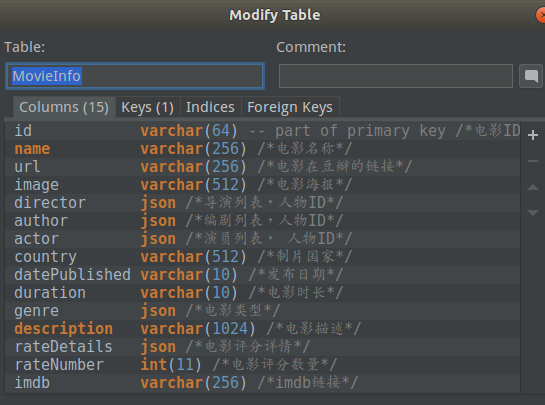 Modify Table
Table: Comment:
MovieInfo
Columns (15) Keys (1) Indices Foreign Keys
id varchar(64) -- part of primary key /*电影ID
name varchar(256) /*电影名称*/
url varchar(256) /*电影在豆瓣的链接*/
image varchar(512) /*电影海报*/
director json /*导演列表，人物ID*/
author json /*编剧列表，人物ID*/
actor json /*演员列表， 人物ID*/
country varchar(512) /*制片国家*/
datePublished varchar(10) /*发布日期*/
duration varchar(10) /*电影时长*/
genre json /*电影类型*/
description varchar(1024) /*电影描述*/
rateDetails json /*电影评分详情*/
rateNumber int(11) /*电影评分数量*/
imdb varchar(256) /*imdb链接*/